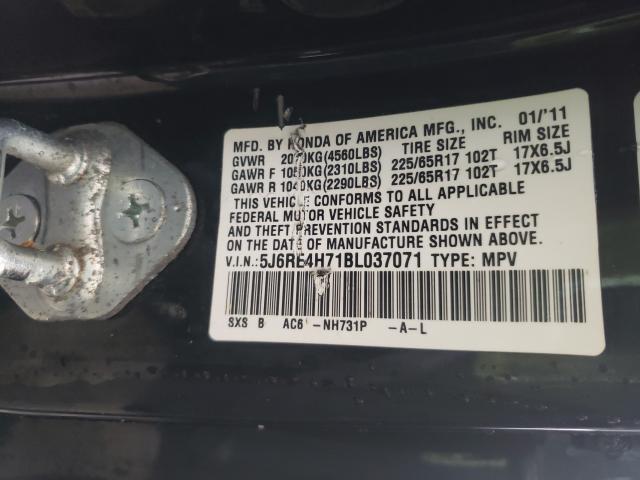 MFD. BY HONDA OF AMERICA MFG., INC. 01/'11
GVWR 2070KG(4560LBS) TIRE SIZE RIM SIZE
GAWR F 1050KG(2310LBS) 225/65R17 102T 17X6.5J
GAWR R 1040KG(2290LBS) 225/65R17 102T 17X6.5J
THIS VEHICLE CONFORMS TO ALL APPLICABLE
FEDERAL MOTOR VEHICLE SAFETY
AND THEFT PREVENTION STANDARDS IN EFFECT
ON THE DATE OF MANUFACTURE SHOWN ABOVE.
V.I.N.: 5J6RE4H71BL037071 TYPE: MPV
SXS B AC6 -NH731P -A-L